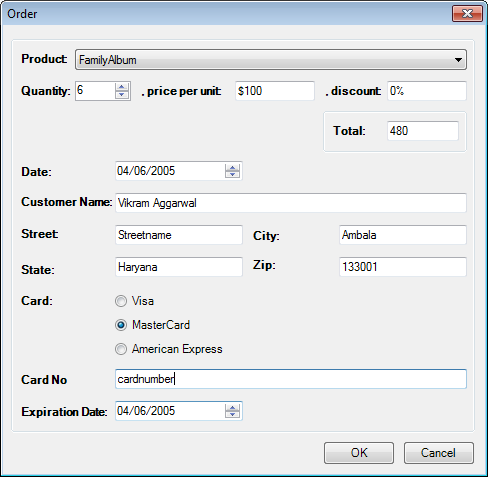 Order
Product: FamilyAlbum
Quantity: 6 , price per unit: $100 , discount: 0%
Total: 480
Date: 04/06/2005
Customer Name: Vikram Aggarwal
Street: Streetname City: Ambala
State: Haryana Zip: 133001
Card: Visa
MasterCard
American Express
Card No cardnumber
Expiration Date: 04/06/2005
OK Cancel